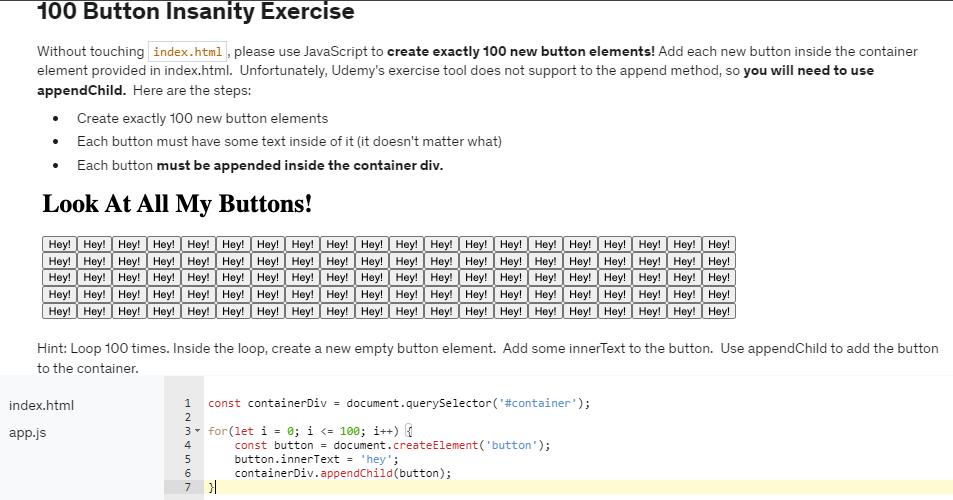 100 Button Insanity Exercise
Without touching index.html, please use JavaScript to create exactly 100 new button elements! Add each new button inside the container
element provided in index.html.  Unfortunately, Udemy's exercise tool does not support to the append method, so you will need to use
appendChild.  Here are the steps:
• Create exactly 100 new button elements
• Each button must have some text inside of it (it doesn't matter what)
• Each button must be appended inside the container div.
Look At All My Buttons!
Hey! Hey! Hey! Hey! Hey! Hey! Hey! Hey! Hey! Hey! Hey! Hey! Hey! Hey! Hey! Hey! Hey! Hey! Hey! Hey!
Hey! Hey! Hey! Hey! Hey! Hey! Hey! Hey! Hey! Hey! Hey! Hey! Hey! Hey! Hey! Hey! Hey! Hey! Hey! Hey!
Hey! Hey! Hey! Hey! Hey! Hey! Hey! Hey! Hey! Hey! Hey! Hey! Hey! Hey! Hey! Hey! Hey! Hey! Hey! Hey!
Hey! Hey! Hey! Hey! Hey! Hey! Hey! Hey! Hey! Hey! Hey! Hey! Hey! Hey! Hey! Hey! Hey! Hey! Hey! Hey!
Hey! Hey! Hey! Hey! Hey! Hey! Hey! Hey! Hey! Hey! Hey! Hey! Hey! Hey! Hey! Hey! Hey! Hey! Hey! Hey!
Hint: Loop 100 times. Inside the loop, create a new empty button element.  Add some innerText to the button.  Use appendChild to add the button
to the container.
index.html
app.js
1 const containerDiv = document.querySelector('#container');
2
3 for(let i = 0; i <= 100; i++) {
4     const button = document.createElement('button');
5     button.innerText = 'hey';
6     containerDiv.appendChild(button);
7 }